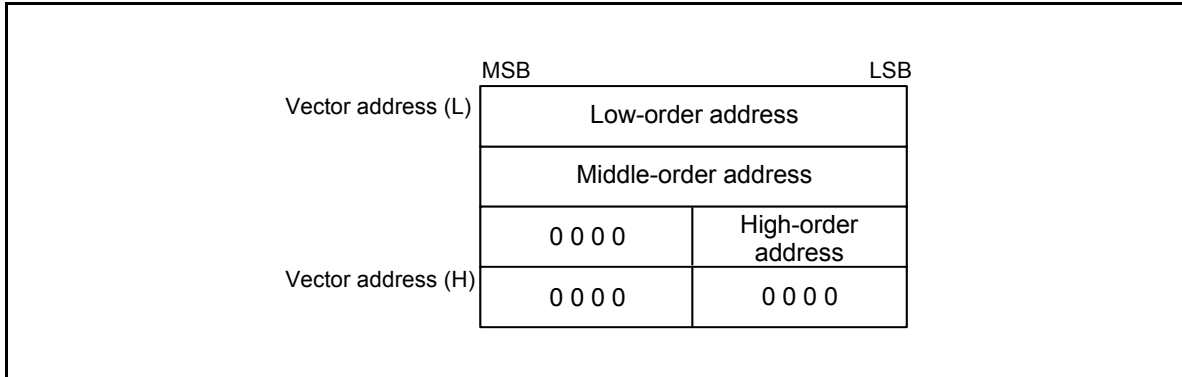 MSB LSB
Vector address (L) Low-order address
Middle-order address
0 0 0 0 High-order
address
Vector address (H) 0 0 0 0 0 0 0 0